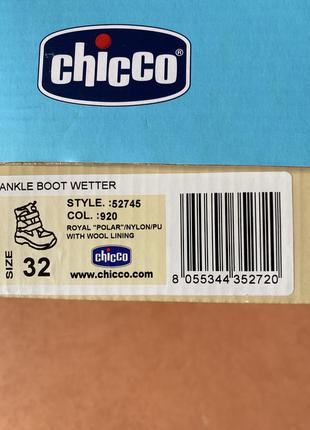 chicco
ANKLE BOOT WETTER
STYLE.:52745
COL. :920
ROYAL "POLAR"/NYLON/PU
WITH WOOL LINING
SIZE 32
chicco
www.chicco.com
8 055344 352720